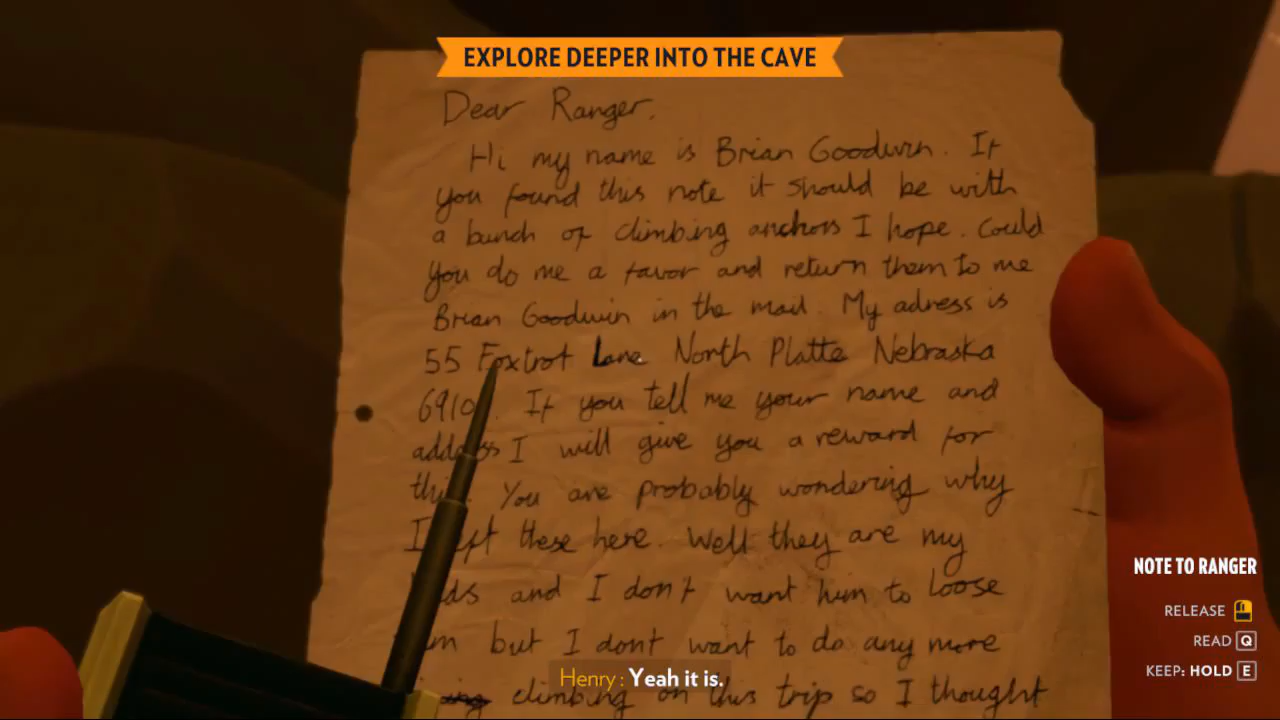 EXPLORE DEEPER INTO THE CAVE
Dear Ranger.
Hi my name is Brian Goodwin. If
you found this note it should be with
a bunch of climbing anchors I hope. Could
you do me a favor and return them to me
Brian Goodwin in the mail. My adress is
55 Foxtrot Lane North Platte Nebraska
6910 . If you tell me your name and
address I will give you a reward for
this. You are probably wondering why
I left these here. Well they are my
and I don't want him to loose
but I dont want to do any more
climbing on this trip so I thought
NOTE TO RANGER
RELEASE
READ Q
KEEP: HOLD E
Henry : Yeah it is.